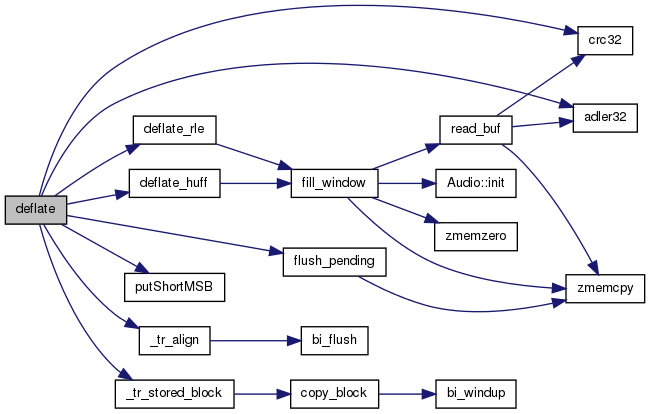 crc32
adler32
deflate_rle
read_buf
deflate_huff
fill_window
Audio::init
deflate
zmemzero
flush_pending
putShortMSB
zmemcpy
_tr_align
bi_flush
_tr_stored_block
copy_block
bi_windup